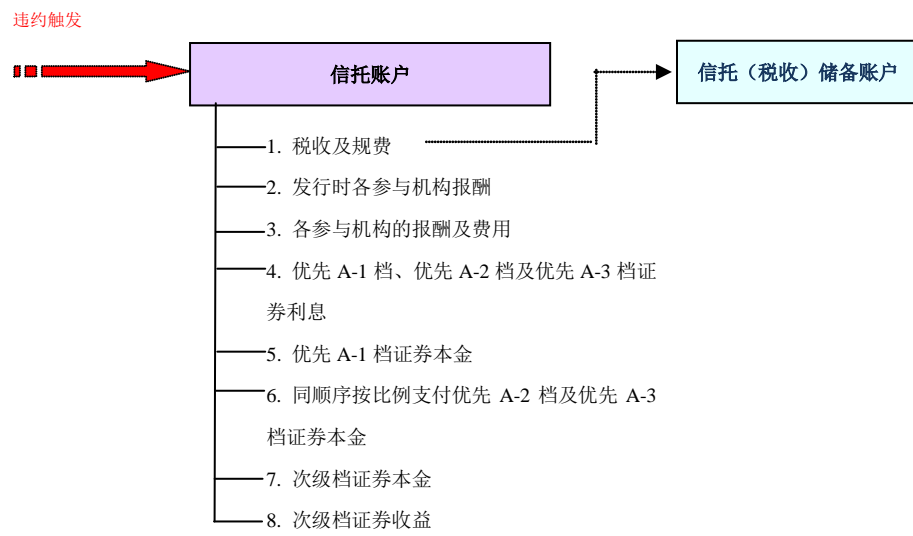 违约触发
信托账户
信托（税收）储备账户
1. 税收及规费
2. 发行时各参与机构报酬
3. 各参与机构的报酬及费用
4. 优先 A-1 档、优先 A-2 档及优先 A-3 档证
券利息
5. 优先 A-1 档证券本金
6. 同顺序按比例支付优先 A-2 档及优先 A-3
档证券本金
7. 次级档证券本金
8. 次级档证券收益